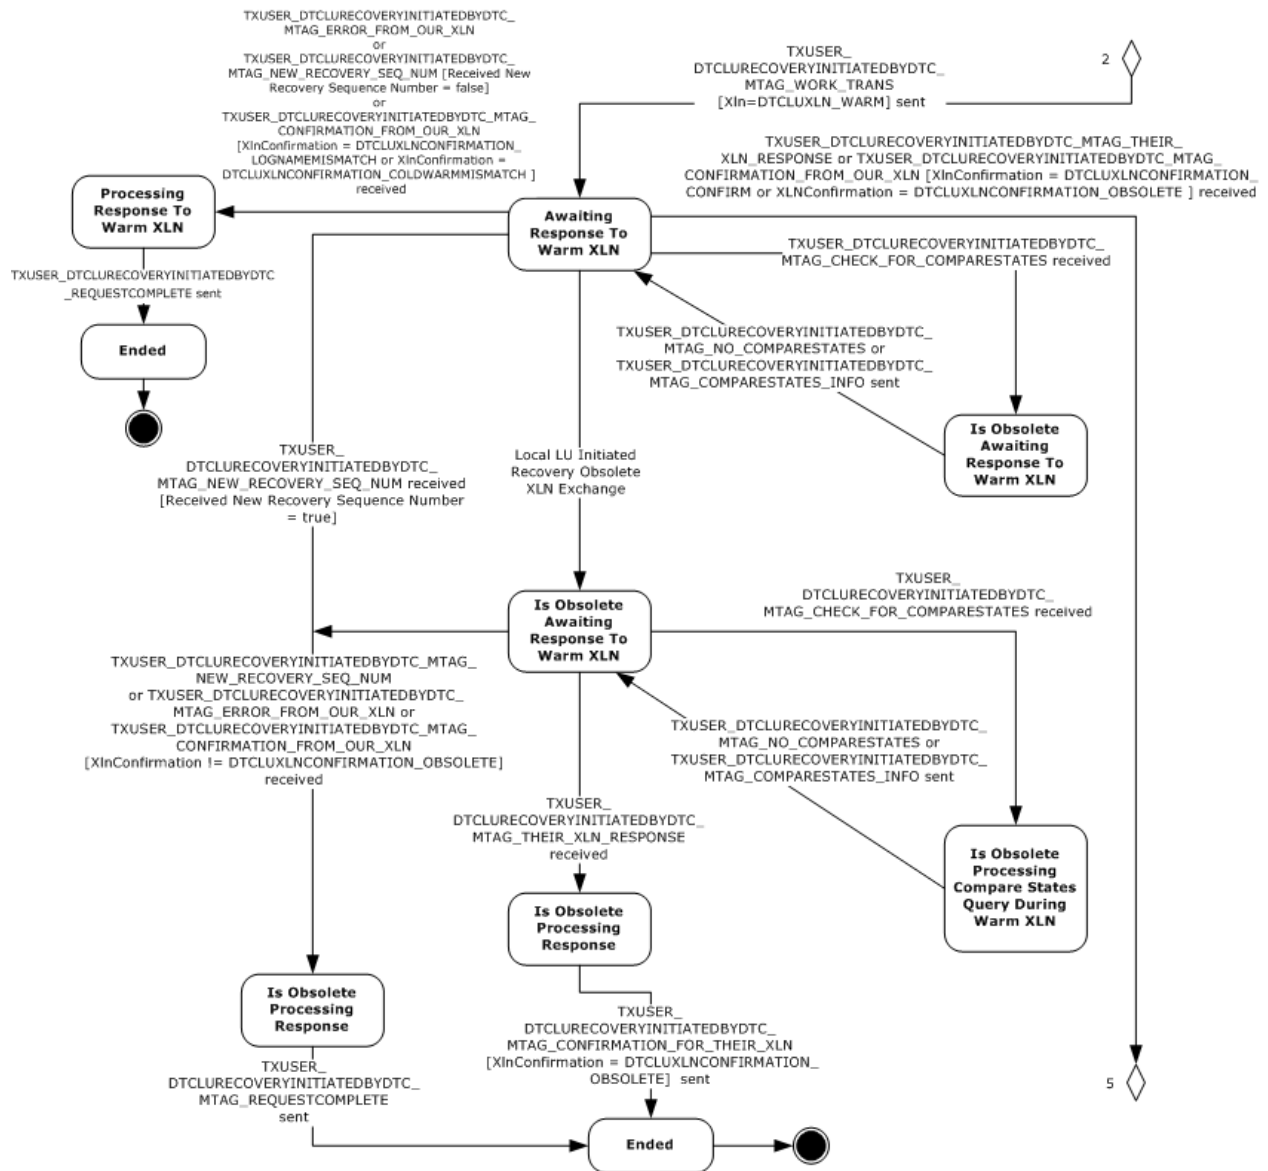 TXUSER_DTCLURECOVERYINITIATEDBYDTC_
MTAG_ERROR_FROM_OUR_XLN
or
TXUSER_DTCLURECOVERYINITIATEDBYDTC_
MTAG_NEW_RECOVERY_SEQ_NUM [Received New
Recovery Sequence Number = false]
or
TXUSER_DTCLURECOVERYINITIATEDBYDTC_MTAG_
CONFIRMATION_FROM_OUR_XLN
[XlnConfirmation = DTCLUXLNCONFIRMATION_
LOGNAMEMISMATCH or XlnConfirmation =
DTCLUXLNCONFIRMATION_COLDWARMMISMATCH ]
received
TXUSER_
DTCLURECOVERYINITIATEDBYDTC_
MTAG_WORK_TRANS
[Xln=DTCLUXLN_WARM] sent
2
TXUSER_DTCLURECOVERYINITIATEDBYDTC_MTAG_THEIR_
XLN_RESPONSE or TXUSER_DTCLURECOVERYINITIATEDBYDTC_MTAG_
CONFIRMATION_FROM_OUR_XLN [XlnConfirmation = DTCLUXLNCONFIRMATION_
CONFIRM or XLNConfirmation = DTCLUXLNCONFIRMATION_OBSOLETE ] received
Processing
Response To
Warm XLN
Awaiting
Response To
Warm XLN
TXUSER_DTCLURECOVERYINITIATEDBYDTC_
MTAG_CHECK_FOR_COMPARESTATES received
TXUSER_DTCLURECOVERYINITIATEDBYDTC
_REQUESTCOMPLETE sent
Ended
TXUSER_DTCLURECOVERYINITIATEDBYDTC_
MTAG_NO_COMPARESTATES or
TXUSER_DTCLURECOVERYINITIATEDBYDTC_
MTAG_COMPARESTATES_INFO sent
Is Obsolete
Awaiting
Response To
Warm XLN
TXUSER_
DTCLURECOVERYINITIATEDBYDTC_
MTAG_NEW_RECOVERY_SEQ_NUM received
[Received New Recovery Sequence Number
= true]
Local LU Initiated
Recovery Obsolete
XLN Exchange
TXUSER_
DTCLURECOVERYINITIATEDBYDTC_
MTAG_CHECK_FOR_COMPARESTATES received
Is Obsolete
Awaiting
Response To
Warm XLN
TXUSER_DTCLURECOVERYINITIATEDBYDTC_MTAG_
NEW_RECOVERY_SEQ_NUM
or TXUSER_DTCLURECOVERYINITIATEDBYDTC_
MTAG_ERROR_FROM_OUR_XLN or
TXUSER_DTCLURECOVERYINITIATEDBYDTC_MTAG_
CONFIRMATION_FROM_OUR_XLN
[XlnConfirmation != DTCLUXLNCONFIRMATION_OBSOLETE]
received
TXUSER_DTCLURECOVERYINITIATEDBYDTC_
MTAG_NO_COMPARESTATES or
TXUSER_DTCLURECOVERYINITIATEDBYDTC_
MTAG_COMPARESTATES_INFO sent
TXUSER_
DTCLURECOVERYINITIATEDBYDTC_
MTAG_THEIR_XLN_RESPONSE
received
Is Obsolete
Processing
Compare States
Query During
Warm XLN
Is Obsolete
Processing
Response
Is Obsolete
Processing
Response
TXUSER_
DTCLURECOVERYINITIATEDBYDTC_
MTAG_CONFIRMATION_FOR_THEIR_XLN
[XlnConfirmation = DTCLUXLNCONFIRMATION_
OBSOLETE] sent
TXUSER_
DTCLURECOVERYINITIATEDBYDTC_
MTAG_REQUESTCOMPLETE
sent
5
Ended